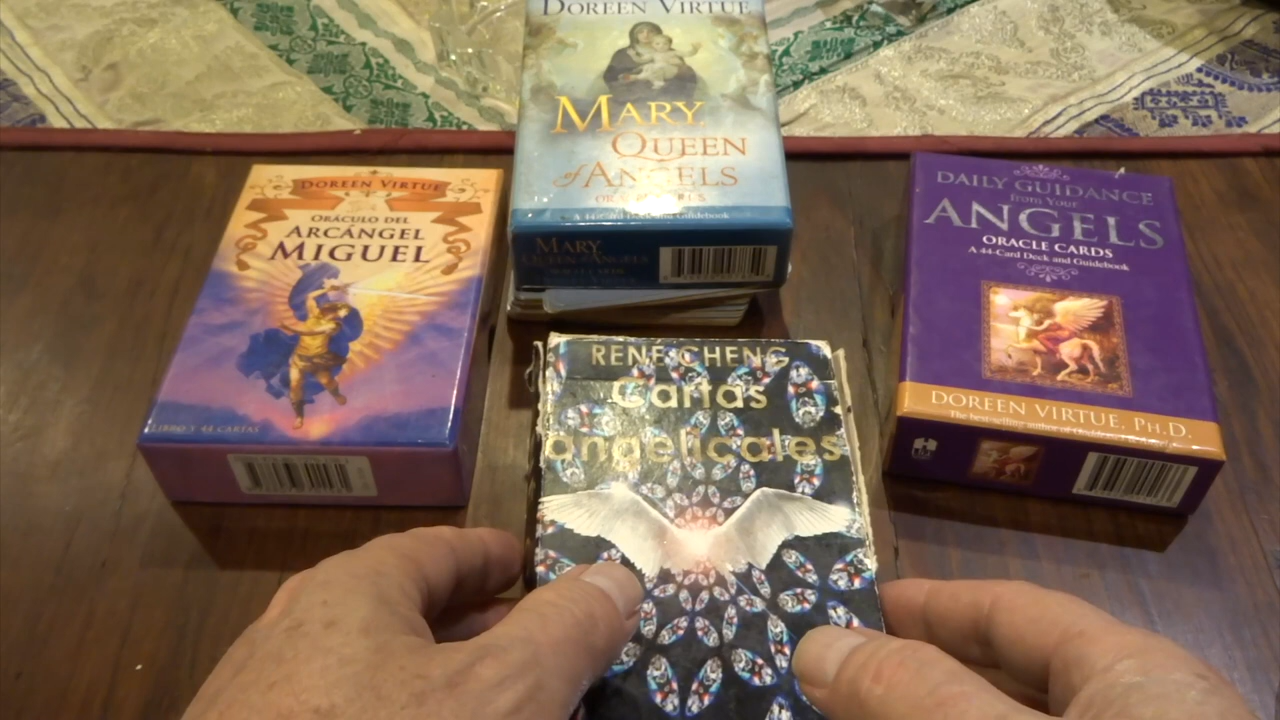 DOREEN VIRTUE
MARY,
QUEEN
of ANGELS
A 44-Card Deck and Guidebook
MARY,
QUEEN of ANGELS
DOREEN VIRTUE
ORÁCULO DEL
ARCÁNGEL
MIGUEL
LIBRO Y 44 CARTAS
DAILY GUIDANCE
from Your
ANGELS
ORACLE CARDS
A 44-Card Deck and Guidebook
DOREEN VIRTUE, PH.D.
The best-selling author of Goddess
RENÉ CHENG
Cartas
angelicales